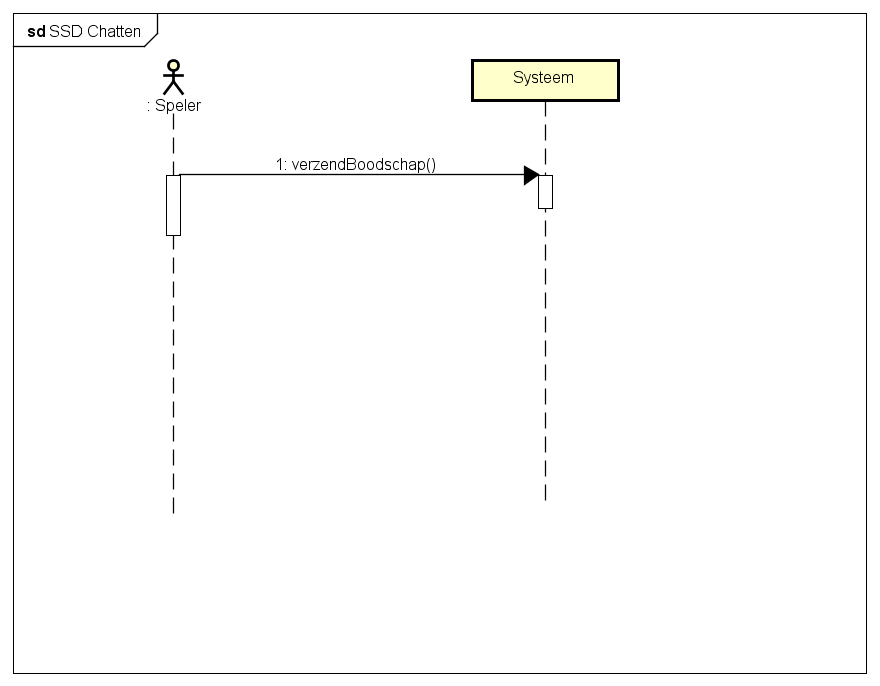 sd SSD Chatten
: Speler
Systeem
1: verzendBoodschap()